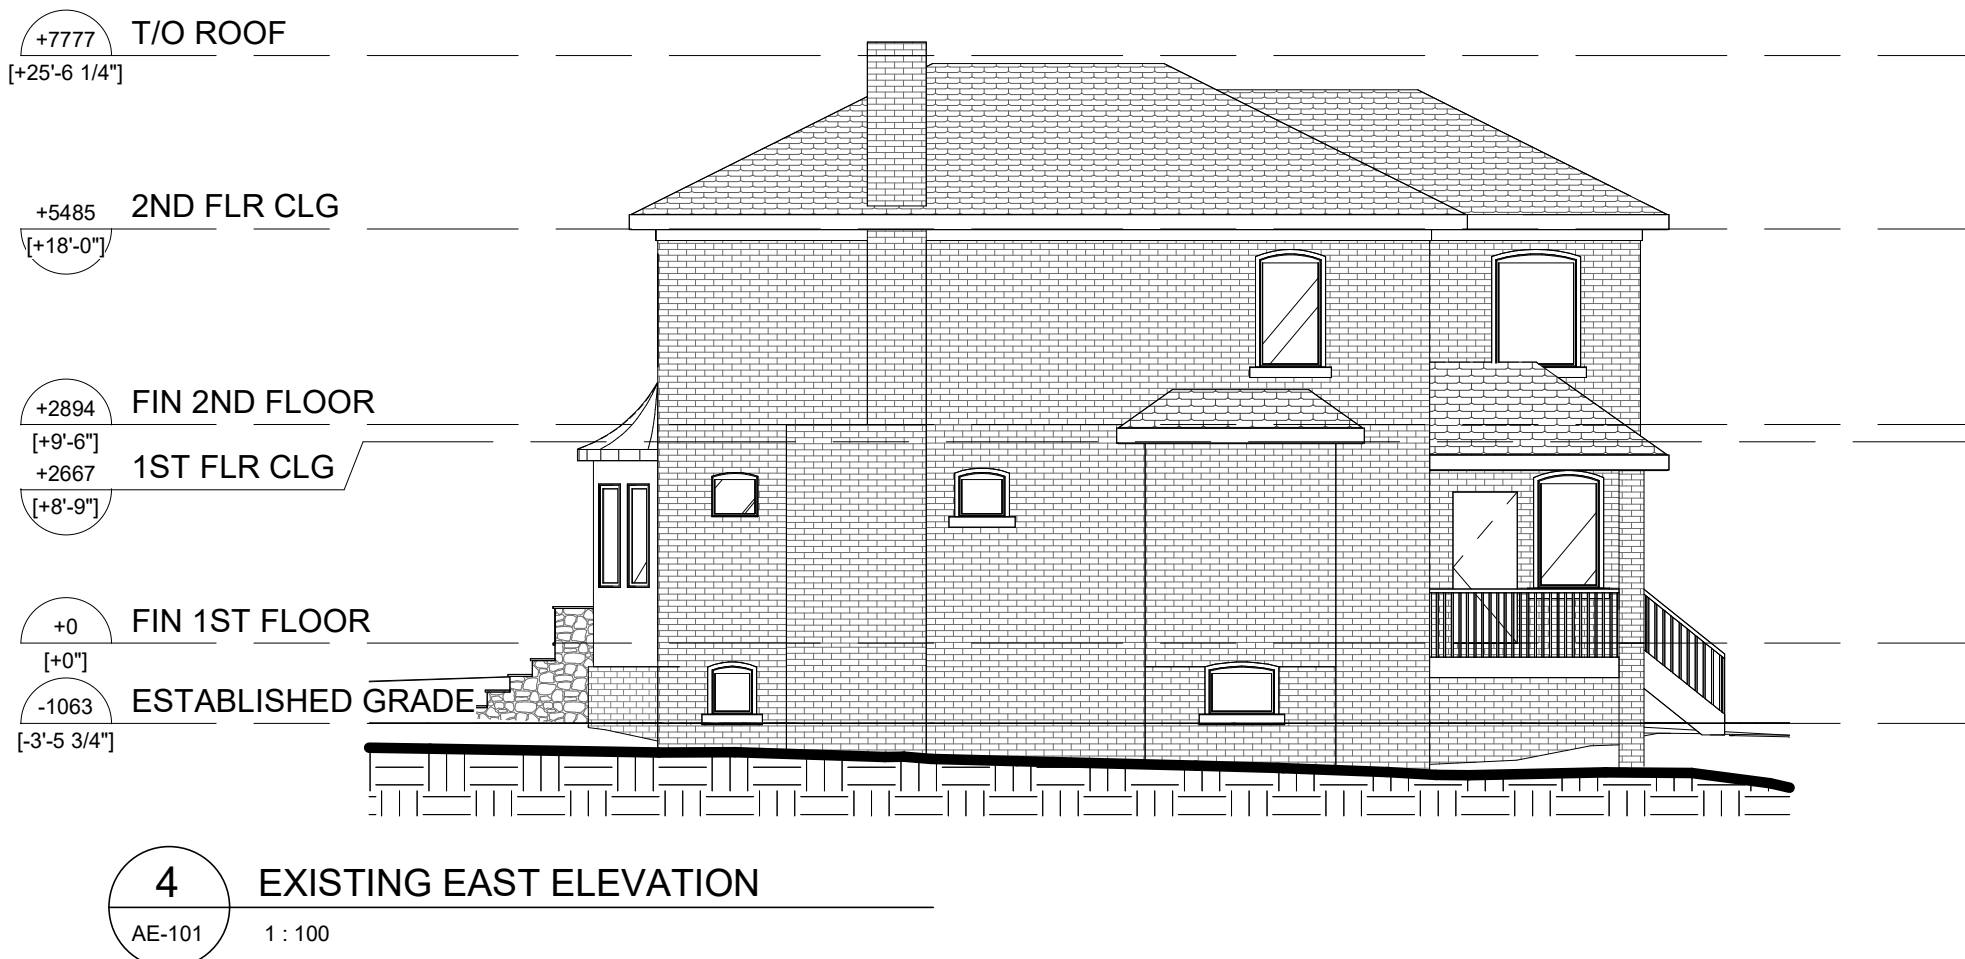 +7777 T/O ROOF
[+25'-6 1/4"]
+5485 2ND FLR CLG
[+18'-0"]
+2894 FIN 2ND FLOOR
[+9'-6"]
+2667 1ST FLR CLG
[+8'-9"]
+0 FIN 1ST FLOOR
[+0"]
-1063 ESTABLISHED GRADE
[-3'-5 3/4"]
4 EXISTING EAST ELEVATION
AE-101 1 : 100